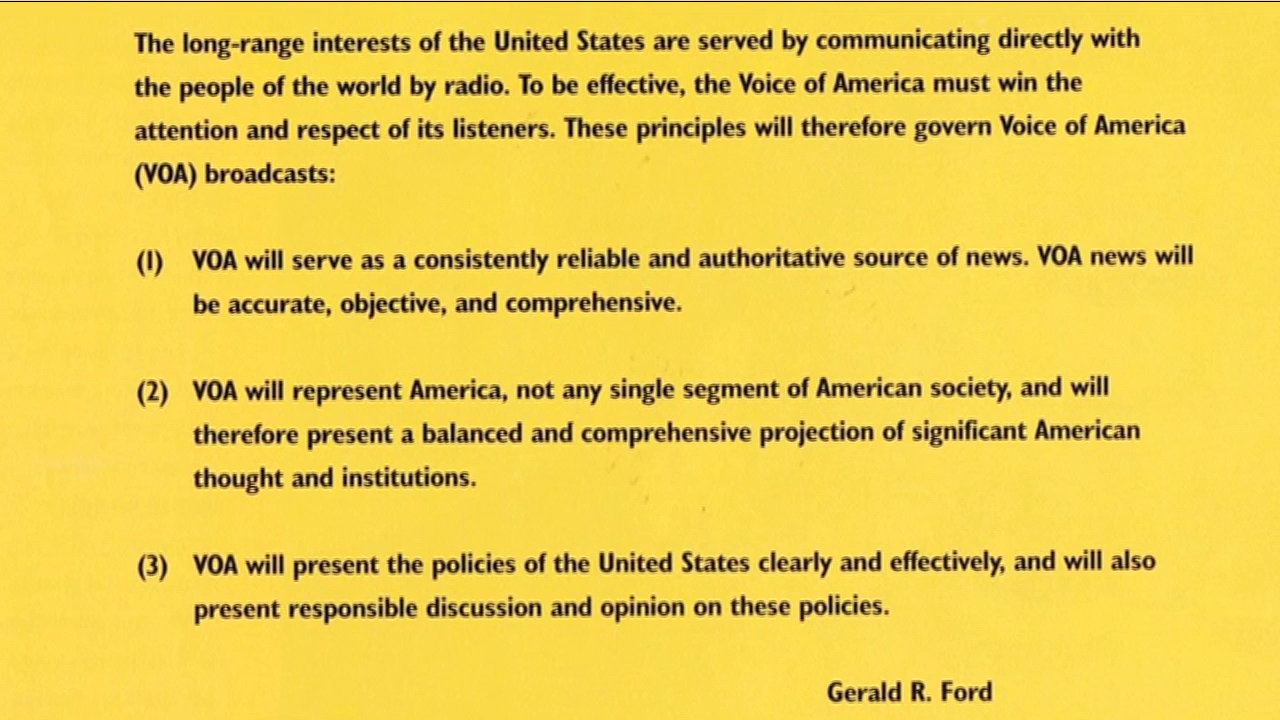 The long-range interests of the United States are served by communicating directly with
the people of the world by radio. To be effective, the Voice of America must win the
attention and respect of its listeners. These principles will therefore govern Voice of America
(VOA) broadcasts:
(1) VOA will serve as a consistently reliable and authoritative source of news. VOA news will
be accurate, objective, and comprehensive.
(2) VOA will represent America, not any single segment of American society, and will
therefore present a balanced and comprehensive projection of significant American
thought and institutions.
(3) VOA will present the policies of the United States clearly and effectively, and will also
present responsible discussion and opinion on these policies.
Gerald R. Ford